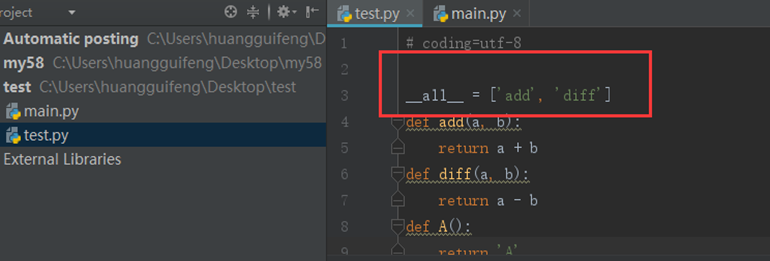 roject
Automatic posting C:\Users\huangguifeng\D
my58 C:\Users\huangguifeng\Desktop\my58
test C:\Users\huangguifeng\Desktop\test
main.py
test.py
External Libraries
test.py
main.py
1 # coding=utf-8
2
3 __all__ = ['add', 'diff']
4 def add(a, b):
5 return a + b
6 def diff(a, b):
7 return a - b
8 def A():
9 return 'A'